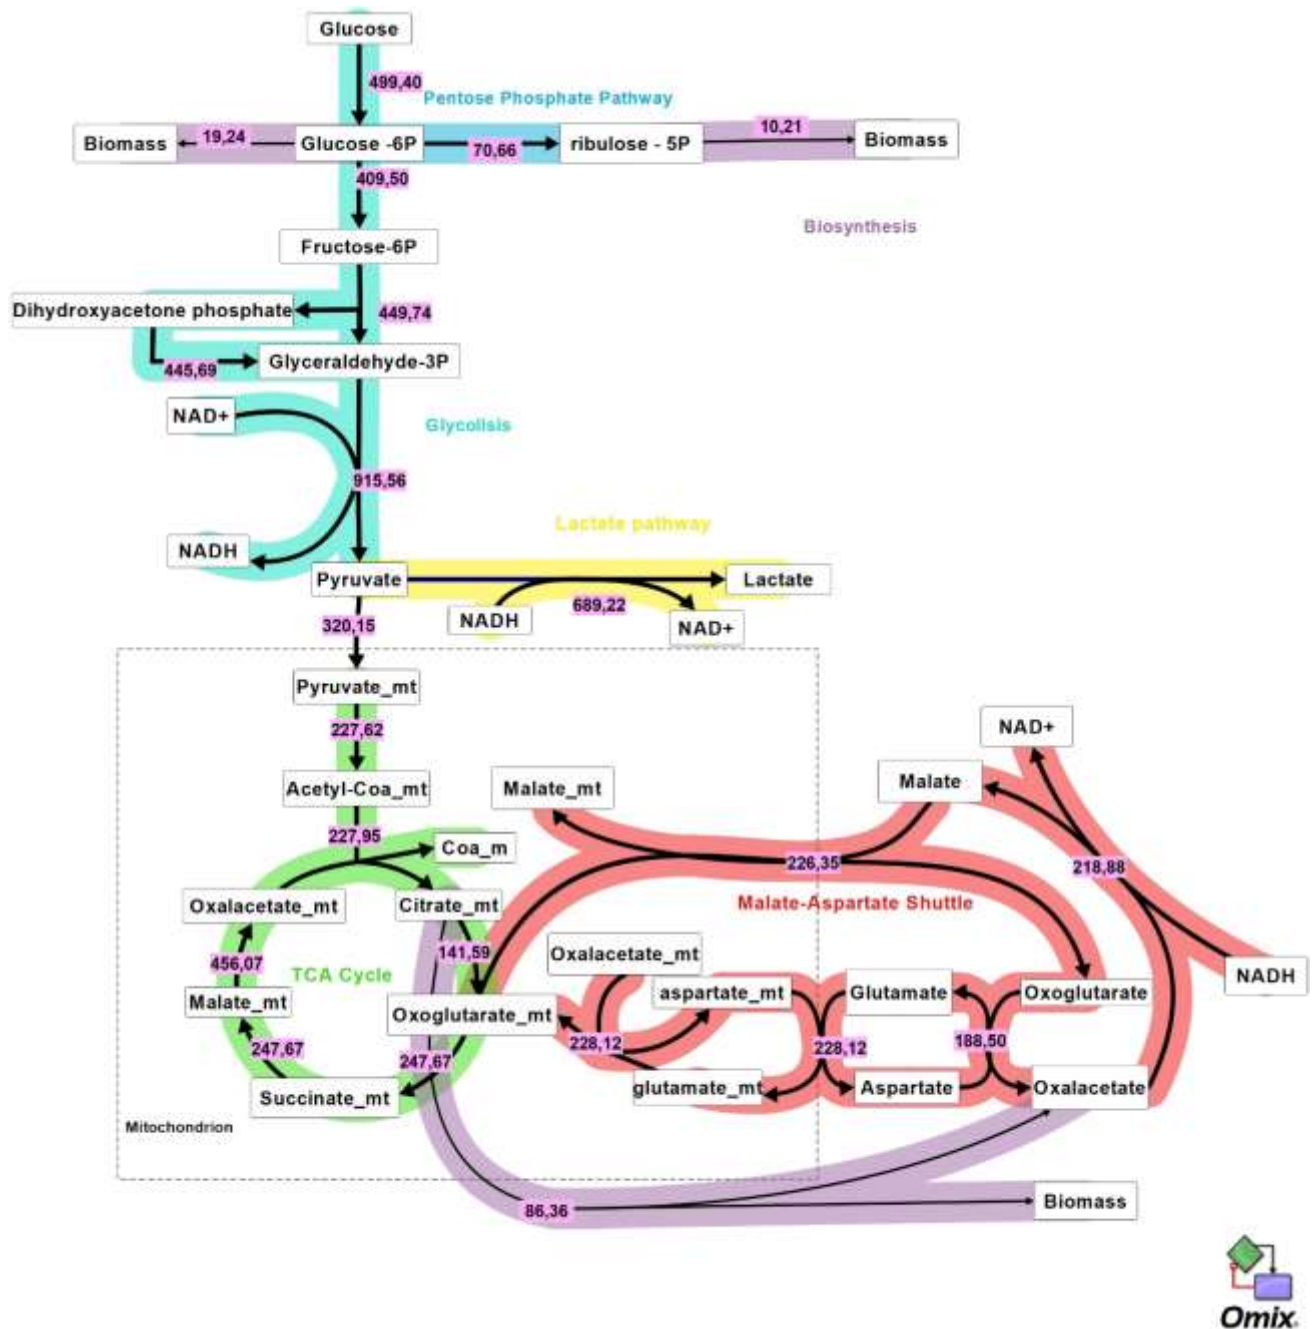 Glucose
499,40
Pentose Phosphate Pathway
Biomass
19,24
Glucose -6P
70,66
ribulose - 5P
10,21
Biomass
409,50
Biosynthesis
Fructose-6P
Dihydroxyacetone phosphate
449,74
445,69
Glyceraldehyde-3P
NAD+
Glycolisis
915,56
Lactate pathway
NADH
Pyruvate
Lactate
689,22
NADH
NAD+
320,15
Pyruvate_mt
227,62
NAD+
Acetyl-Coa_mt
Malate_mt
Malate
227,95
Coa_m
226,35
218,88
Oxalacetate_mt
Citrate_mt
Malate-Aspartate Shuttle
141,59
Oxalacetate_mt
456,07
TCA Cycle
NADH
Malate_mt
aspartate_mt
Glutamate
Oxoglutarate
Oxoglutarate_mt
247,67
247,67
228,12
228,12
188,50
Succinate_mt
glutamate_mt
Aspartate
Oxalacetate
Mitochondrion
86,36
Biomass
Omix